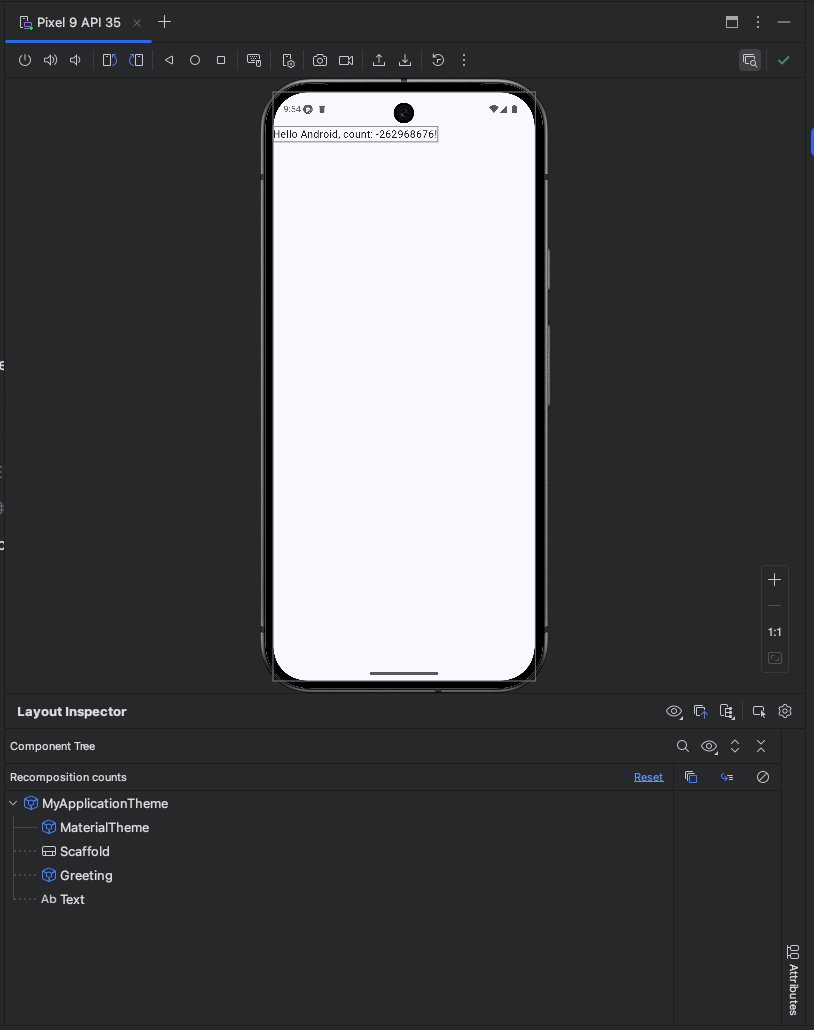 Pixel 9 API 35
9:54
Hello Android, count: -262968676!
1:1
Layout Inspector
Component Tree
Recomposition counts
Reset
MyApplicationTheme
MaterialTheme
Scaffold
Greeting
Ab Text
Attributes